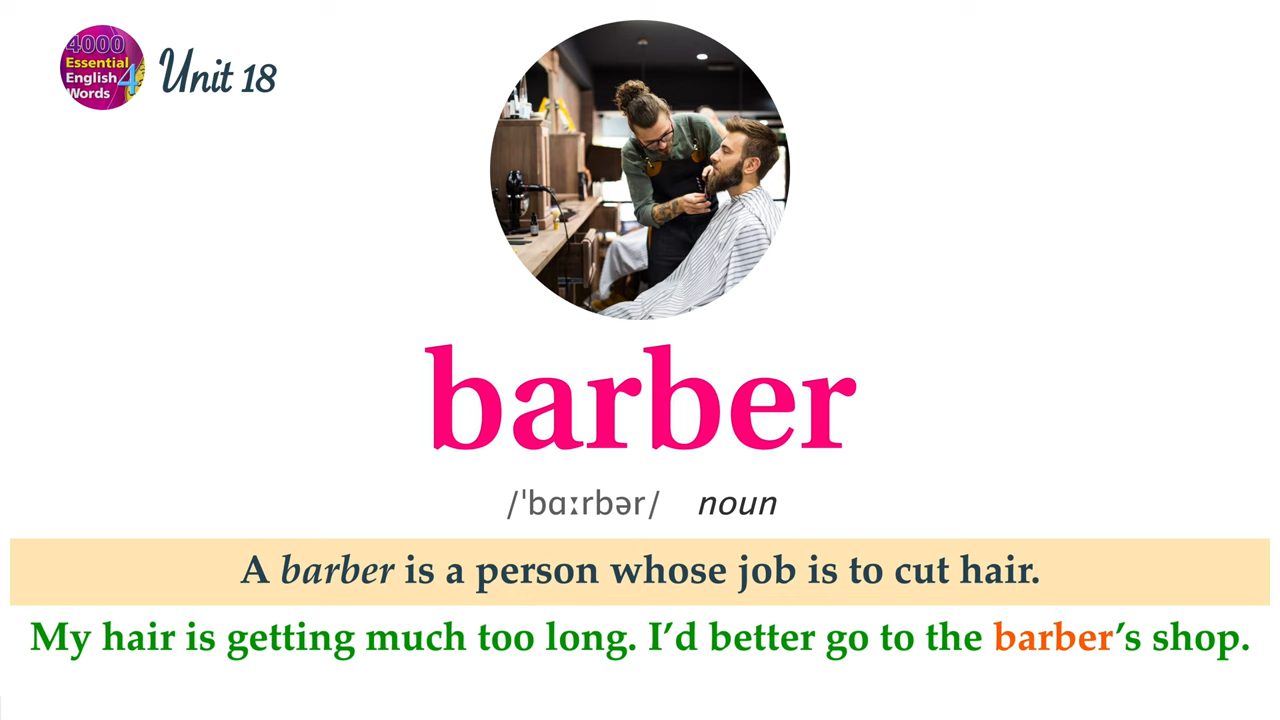 4000
Essential
English
Words 4
Unit 18
barber
/ˈbɑːrbər/ noun
A barber is a person whose job is to cut hair.
My hair is getting much too long. I’d better go to the barber’s shop.